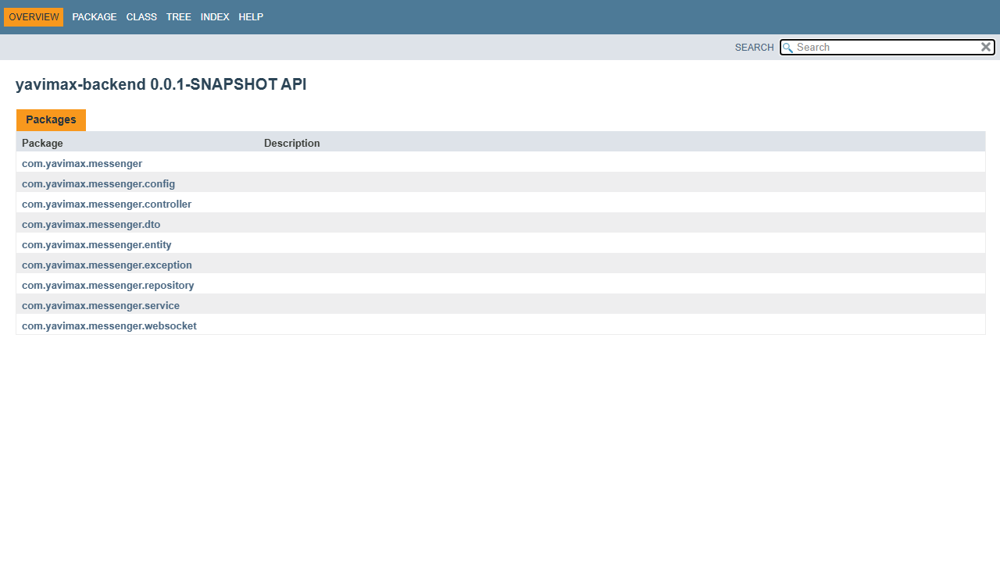 OVERVIEW PACKAGE CLASS TREE INDEX HELP
SEARCH Search
yavimax-backend 0.0.1-SNAPSHOT API
Packages
Package Description
com.yavimax.messenger
com.yavimax.messenger.config
com.yavimax.messenger.controller
com.yavimax.messenger.dto
com.yavimax.messenger.entity
com.yavimax.messenger.exception
com.yavimax.messenger.repository
com.yavimax.messenger.service
com.yavimax.messenger.websocket